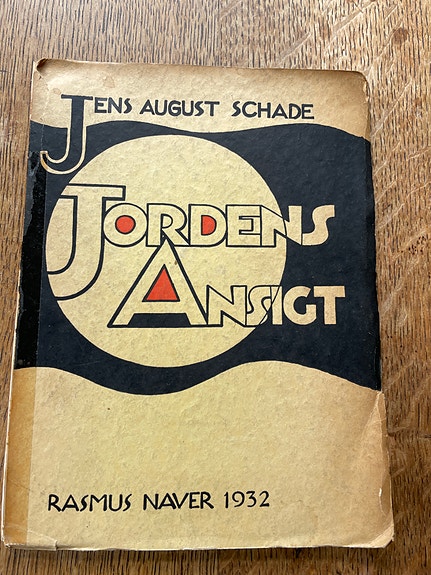 JENS AUGUST SCHADE
JORDENS
ANSIGT
RASMUS NAVER 1932